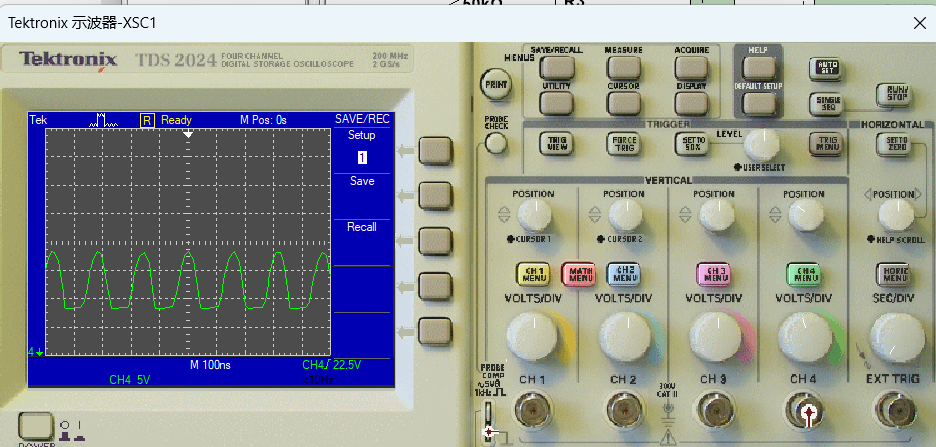 50kΩ
R3
Tektronix 示波器-XSC1
Tektronix TDS 2024 FOUR CHANNEL DIGITAL STORAGE OSCILLOSCOPE 200 MHz 2 GS/s
Tek R Ready M Pos: 0s SAVE/REC
Setup
1
Save
Recall
4
M 100ns CH4 22.5V
CH4 5V <10Hz
POWER
PRINT
MENUS
SAVE/RECALL MEASURE ACQUIRE HELP
AUTO SET
UTILITY CURSOR DISPLAY DEFAULT SETUP
SINGLE SEQ
RUN/ STOP
PROBE CHECK
TRIGGER
HORIZONTAL
TRIG VIEW
FORCE TRIG
SET TO 50%
LEVEL
USER SELECT
TRIG MENU
SET TO ZERO
VERTICAL
POSITION POSITION POSITION POSITION POSITION
CURSOR 1 CURSOR 2 HELP SCROLL
CH 1 MENU
MATH MENU
CH 2 MENU
CH 3 MENU
CH 4 MENU
HORIZ MENU
VOLTS/DIV VOLTS/DIV VOLTS/DIV VOLTS/DIV SEC/DIV
PROBE COMP
~5V
1kHz
CH 1 CH 2 CH 3 CH 4 EXT TRIG
300V
CAT II